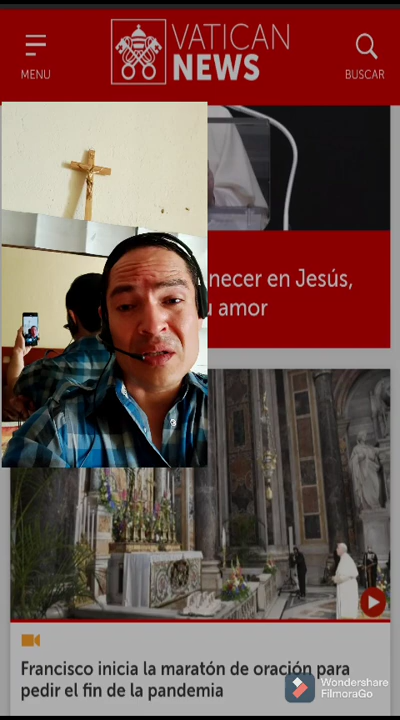 VATICAN
NEWS
MENU
BUSCAR
necer en Jesús,
amor
Francisco inicia la maratón de oración para
pedir el fin de la pandemia
Wondershare
FilmoraGo